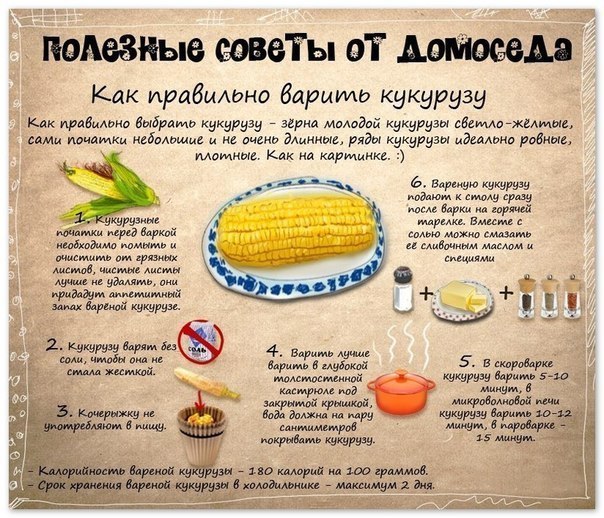 ПОЛЕЗНЫЕ СОВЕТЫ ОТ ДОМОСЕДА
Как правильно варить кукурузу
Как правильно выбрать кукурузу - зёрна молодой кукурузы светло-жёлтые,
сами початки небольшие и не очень длинные, ряды кукурузы идеально ровные,
плотные. Как на картинке. :)
1. Кукурузные
початки перед варкой
необходимо помыть и
очистить от грязных
листов, чистые листы
лучше не удалять, они
придадут аппетитный
запах вареной кукурузе.
2. Кукурузу варят без
соли, чтобы она не
стала жесткой.
СОЛЬ
3. Кочерыжку не
употребляют в пищу.
4. Варить лучше
варить в глубокой
толстостенной
кастрюле под
закрытой крышкой,
вода должна на пару
сантиметров
покрывать кукурузу.
5. В скороварке
кукурузу варить 5-10
минут, в
микроволновой печи
кукурузу варить 10-12
минут, в пароварке -
15 минут.
6. Вареную кукурузу
подают к столу сразу
после варки на горячей
тарелке. Вместе с
солью можно смазать
её сливочным маслом и
специями
+ +
- Калорийность вареной кукурузы - 180 калорий на 100 граммов.
- Срок хранения вареной кукурузы в холодильнике - максимум 2 дня.